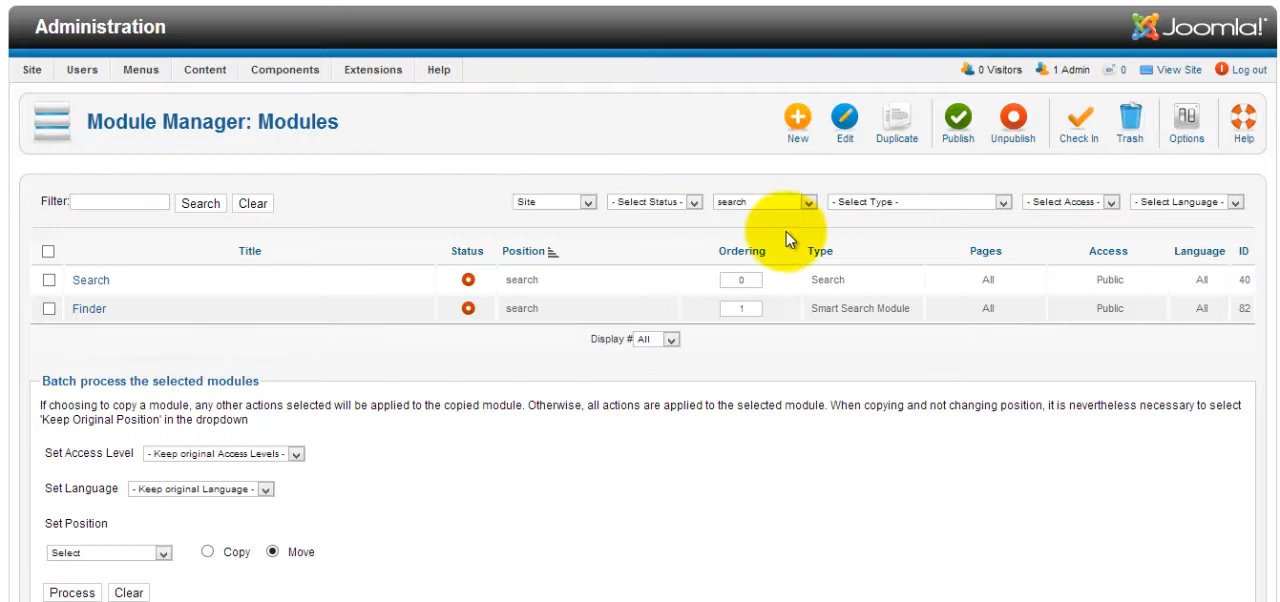 Administration
Joomla!
Site Users Menus Content Components Extensions Help 0 Visitors 1 Admin 0 View Site Log out
Module Manager: Modules
New Edit Duplicate Publish Unpublish Check In Trash Options Help
Filter: Search Clear Site - Select Status - search - Select Type - - Select Access - - Select Language -
Title Status Position Ordering Type Pages Access Language ID
Search search 0 Search All Public All 40
Finder search 1 Smart Search Module All Public All 82
Display # All
Batch process the selected modules
If choosing to copy a module, any other actions selected will be applied to the copied module. Otherwise, all actions are applied to the selected module. When copying and not changing position, it is nevertheless necessary to select
'Keep Original Position' in the dropdown
Set Access Level - Keep original Access Levels -
Set Language - Keep original Language -
Set Position
Select Copy Move
Process Clear